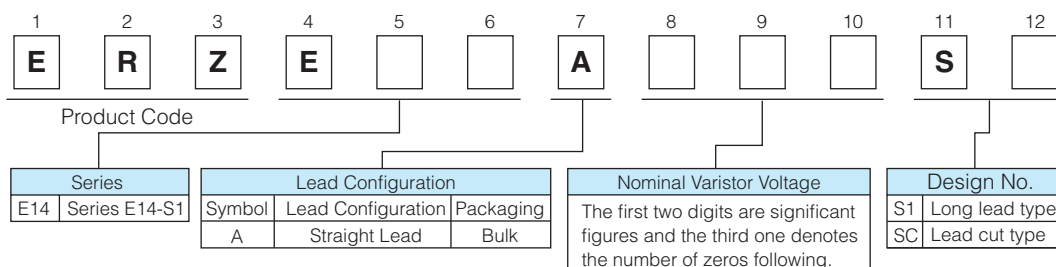 1 2 3 4 5 6 7 8 9 10 11 12
E R Z E A S
Product Code
Series
E14 Series E14-S1
Lead Configuration
Symbol Lead Configuration Packaging
A Straight Lead Bulk
Nominal Varistor Voltage
The first two digits are significant
figures and the third one denotes
the number of zeros following.
Design No.
S1 Long lead type
SC Lead cut type